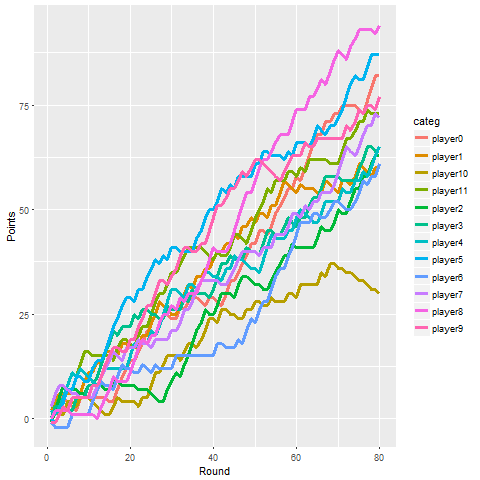 75
50
25
0
Points
0
20
40
60
80
Round
categ
player0
player1
player10
player11
player2
player3
player4
player5
player6
player7
player8
player9